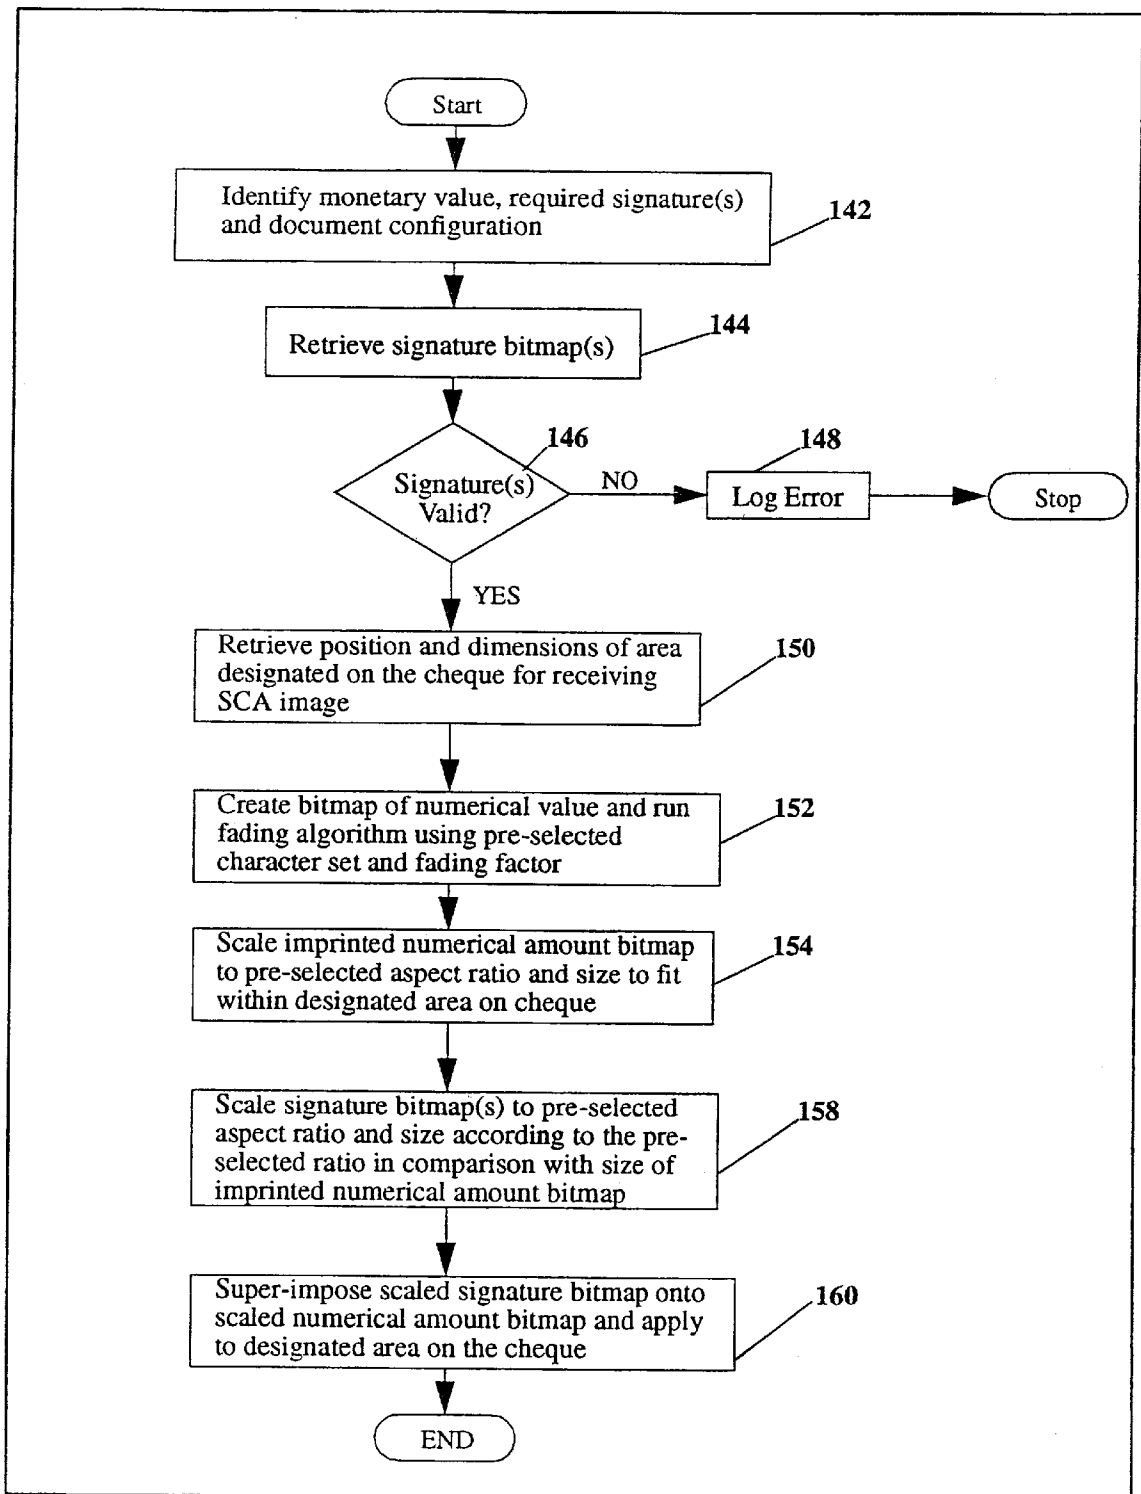 Start
Identify monetary value, required signature(s)
and document configuration
142
Retrieve signature bitmap(s)
144
Signature(s)
Valid?
146
NO
148
Log Error
Stop
YES
Retrieve position and dimensions of area
designated on the cheque for receiving
SCA image
150
Create bitmap of numerical value and run
fading algorithm using pre-selected
character set and fading factor
152
Scale imprinted numerical amount bitmap
to pre-selected aspect ratio and size to fit
within designated area on cheque
154
Scale signature bitmap(s) to pre-selected
aspect ratio and size according to the pre-
selected ratio in comparison with size of
imprinted numerical amount bitmap
158
Super-impose scaled signature bitmap onto
scaled numerical amount bitmap and apply
to designated area on the cheque
160
END